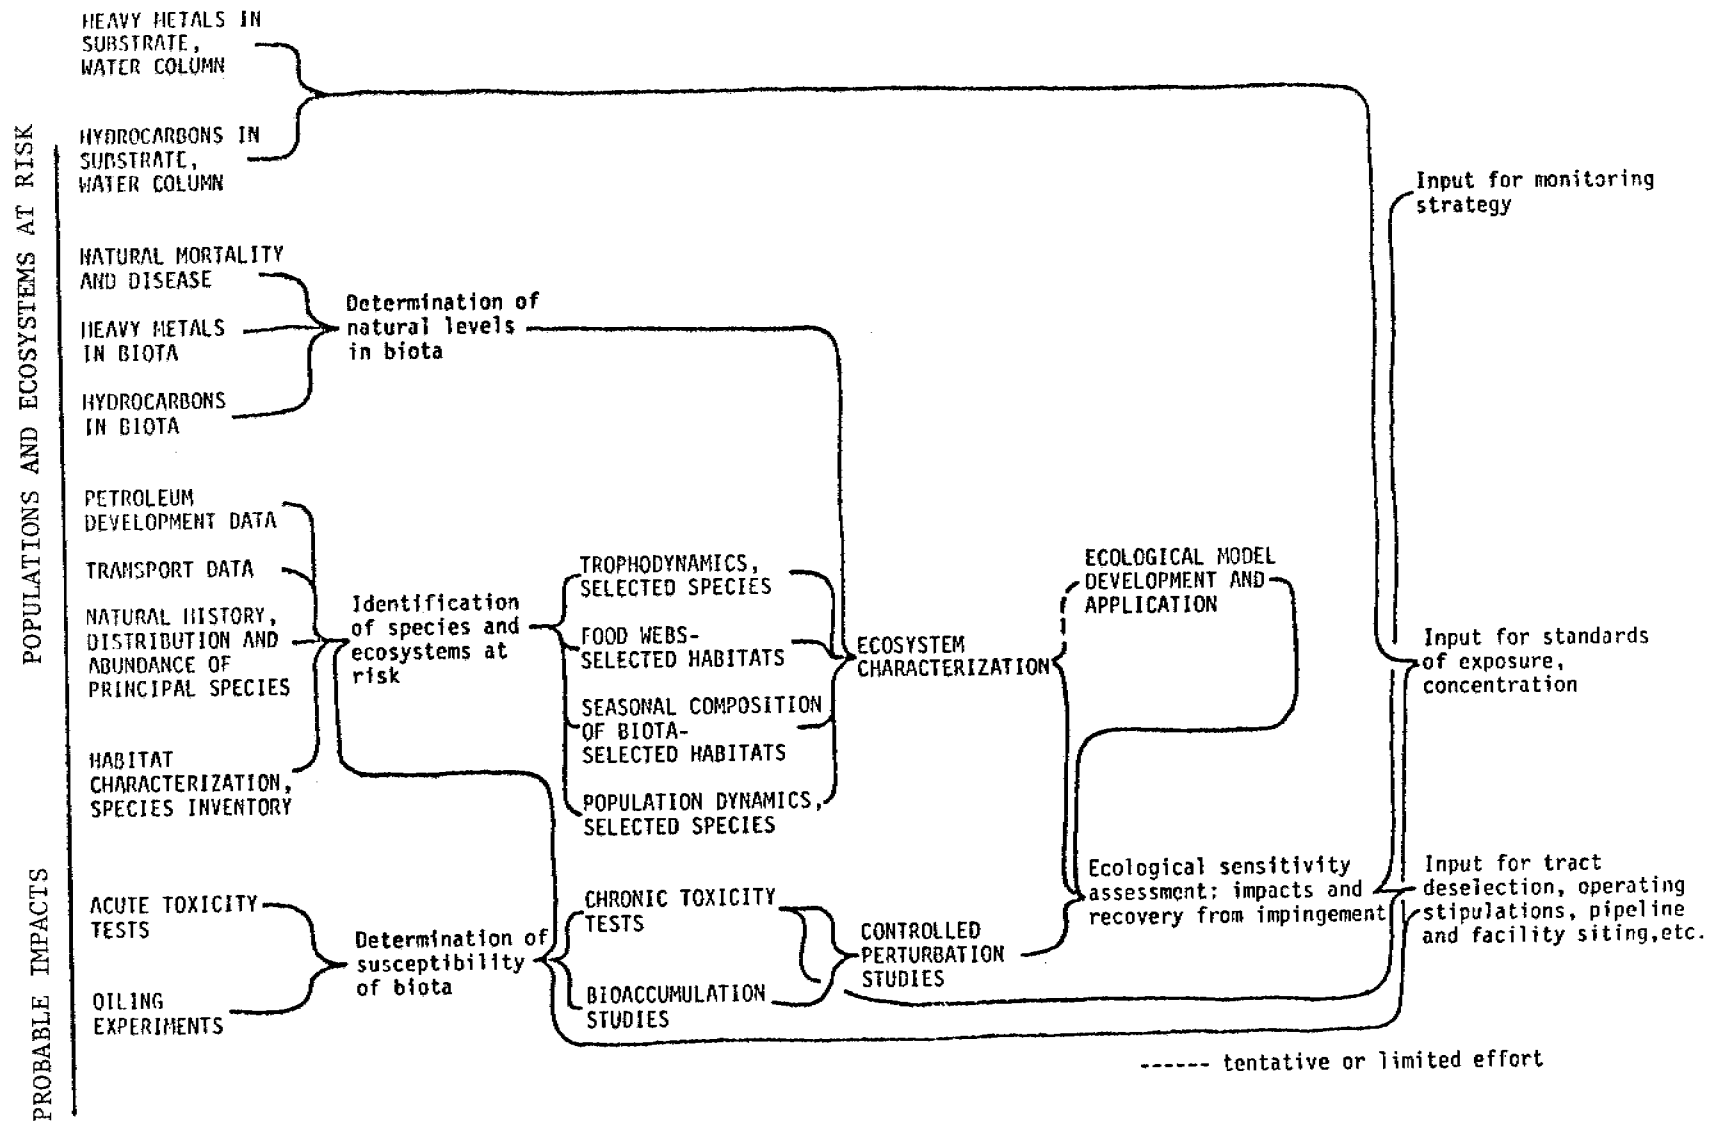 POPULATIONS AND ECOSYSTEMS AT RISK
PROBABLE IMPACTS
HEAVY METALS IN
SUBSTRATE,
WATER COLUMN
HYDROCARBONS IN
SUBSTRATE,
WATER COLUMN
NATURAL MORTALITY
AND DISEASE
HEAVY METALS
IN BIOTA
HYDROCARBONS
IN BIOTA
Determination of
natural levels
in biota
PETROLEUM
DEVELOPMENT DATA
TRANSPORT DATA
NATURAL HISTORY,
DISTRIBUTION AND
ABUNDANCE OF
PRINCIPAL SPECIES
HABITAT
CHARACTERIZATION,
SPECIES INVENTORY
Identification
of species and
ecosystems at
risk
TROPHODYNAMICS,
SELECTED SPECIES
FOOD WEBS-
SELECTED HABITATS
SEASONAL COMPOSITION
OF BIOTA-
SELECTED HABITATS
POPULATION DYNAMICS,
SELECTED SPECIES
ECOSYSTEM
CHARACTERIZATION
ECOLOGICAL MODEL
DEVELOPMENT AND
APPLICATION
ACUTE TOXICITY
TESTS
OILING
EXPERIMENTS
Determination of
susceptibility
of biota
CHRONIC TOXICITY
TESTS
BIOACCUMULATION
STUDIES
CONTROLLED
PERTURBATION
STUDIES
Ecological sensitivity
assessment: impacts and
recovery from impingement
Input for monitoring
strategy
Input for standards
of exposure,
concentration
Input for tract
deselection, operating
stipulations, pipeline
and facility siting,etc.
------ tentative or limited effort